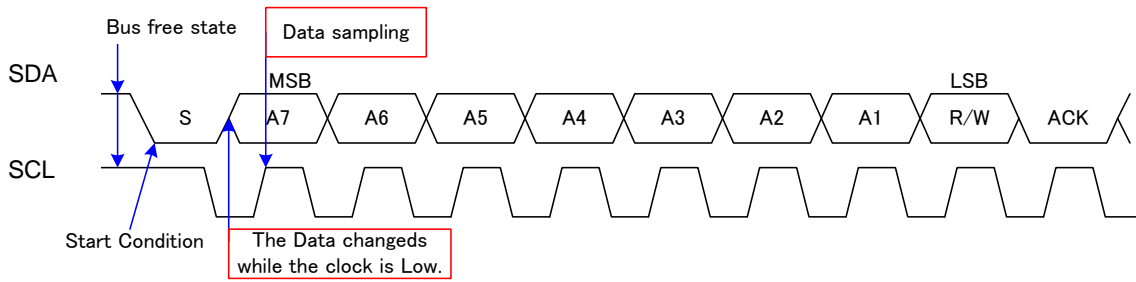 Bus free state
Data sampling
SDA
MSB
LSB
S
A7
A6
A5
A4
A3
A2
A1
R/W
ACK
SCL
Start Condition
The Data changeds
while the clock is Low.